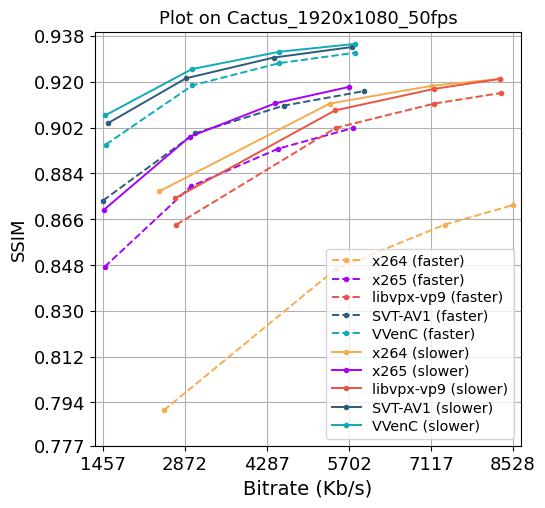 Plot on Cactus_1920x1080_50fps
0.938
0.920
0.902
0.884
0.866
0.848
0.830
0.812
0.794
0.777
SSIM
x264 (faster)
x265 (faster)
libvpx-vp9 (faster)
SVT-AV1 (faster)
VVenC (faster)
x264 (slower)
x265 (slower)
libvpx-vp9 (slower)
SVT-AV1 (slower)
VVenC (slower)
1457 2872 4287 5702 7117 8528
Bitrate (Kb/s)